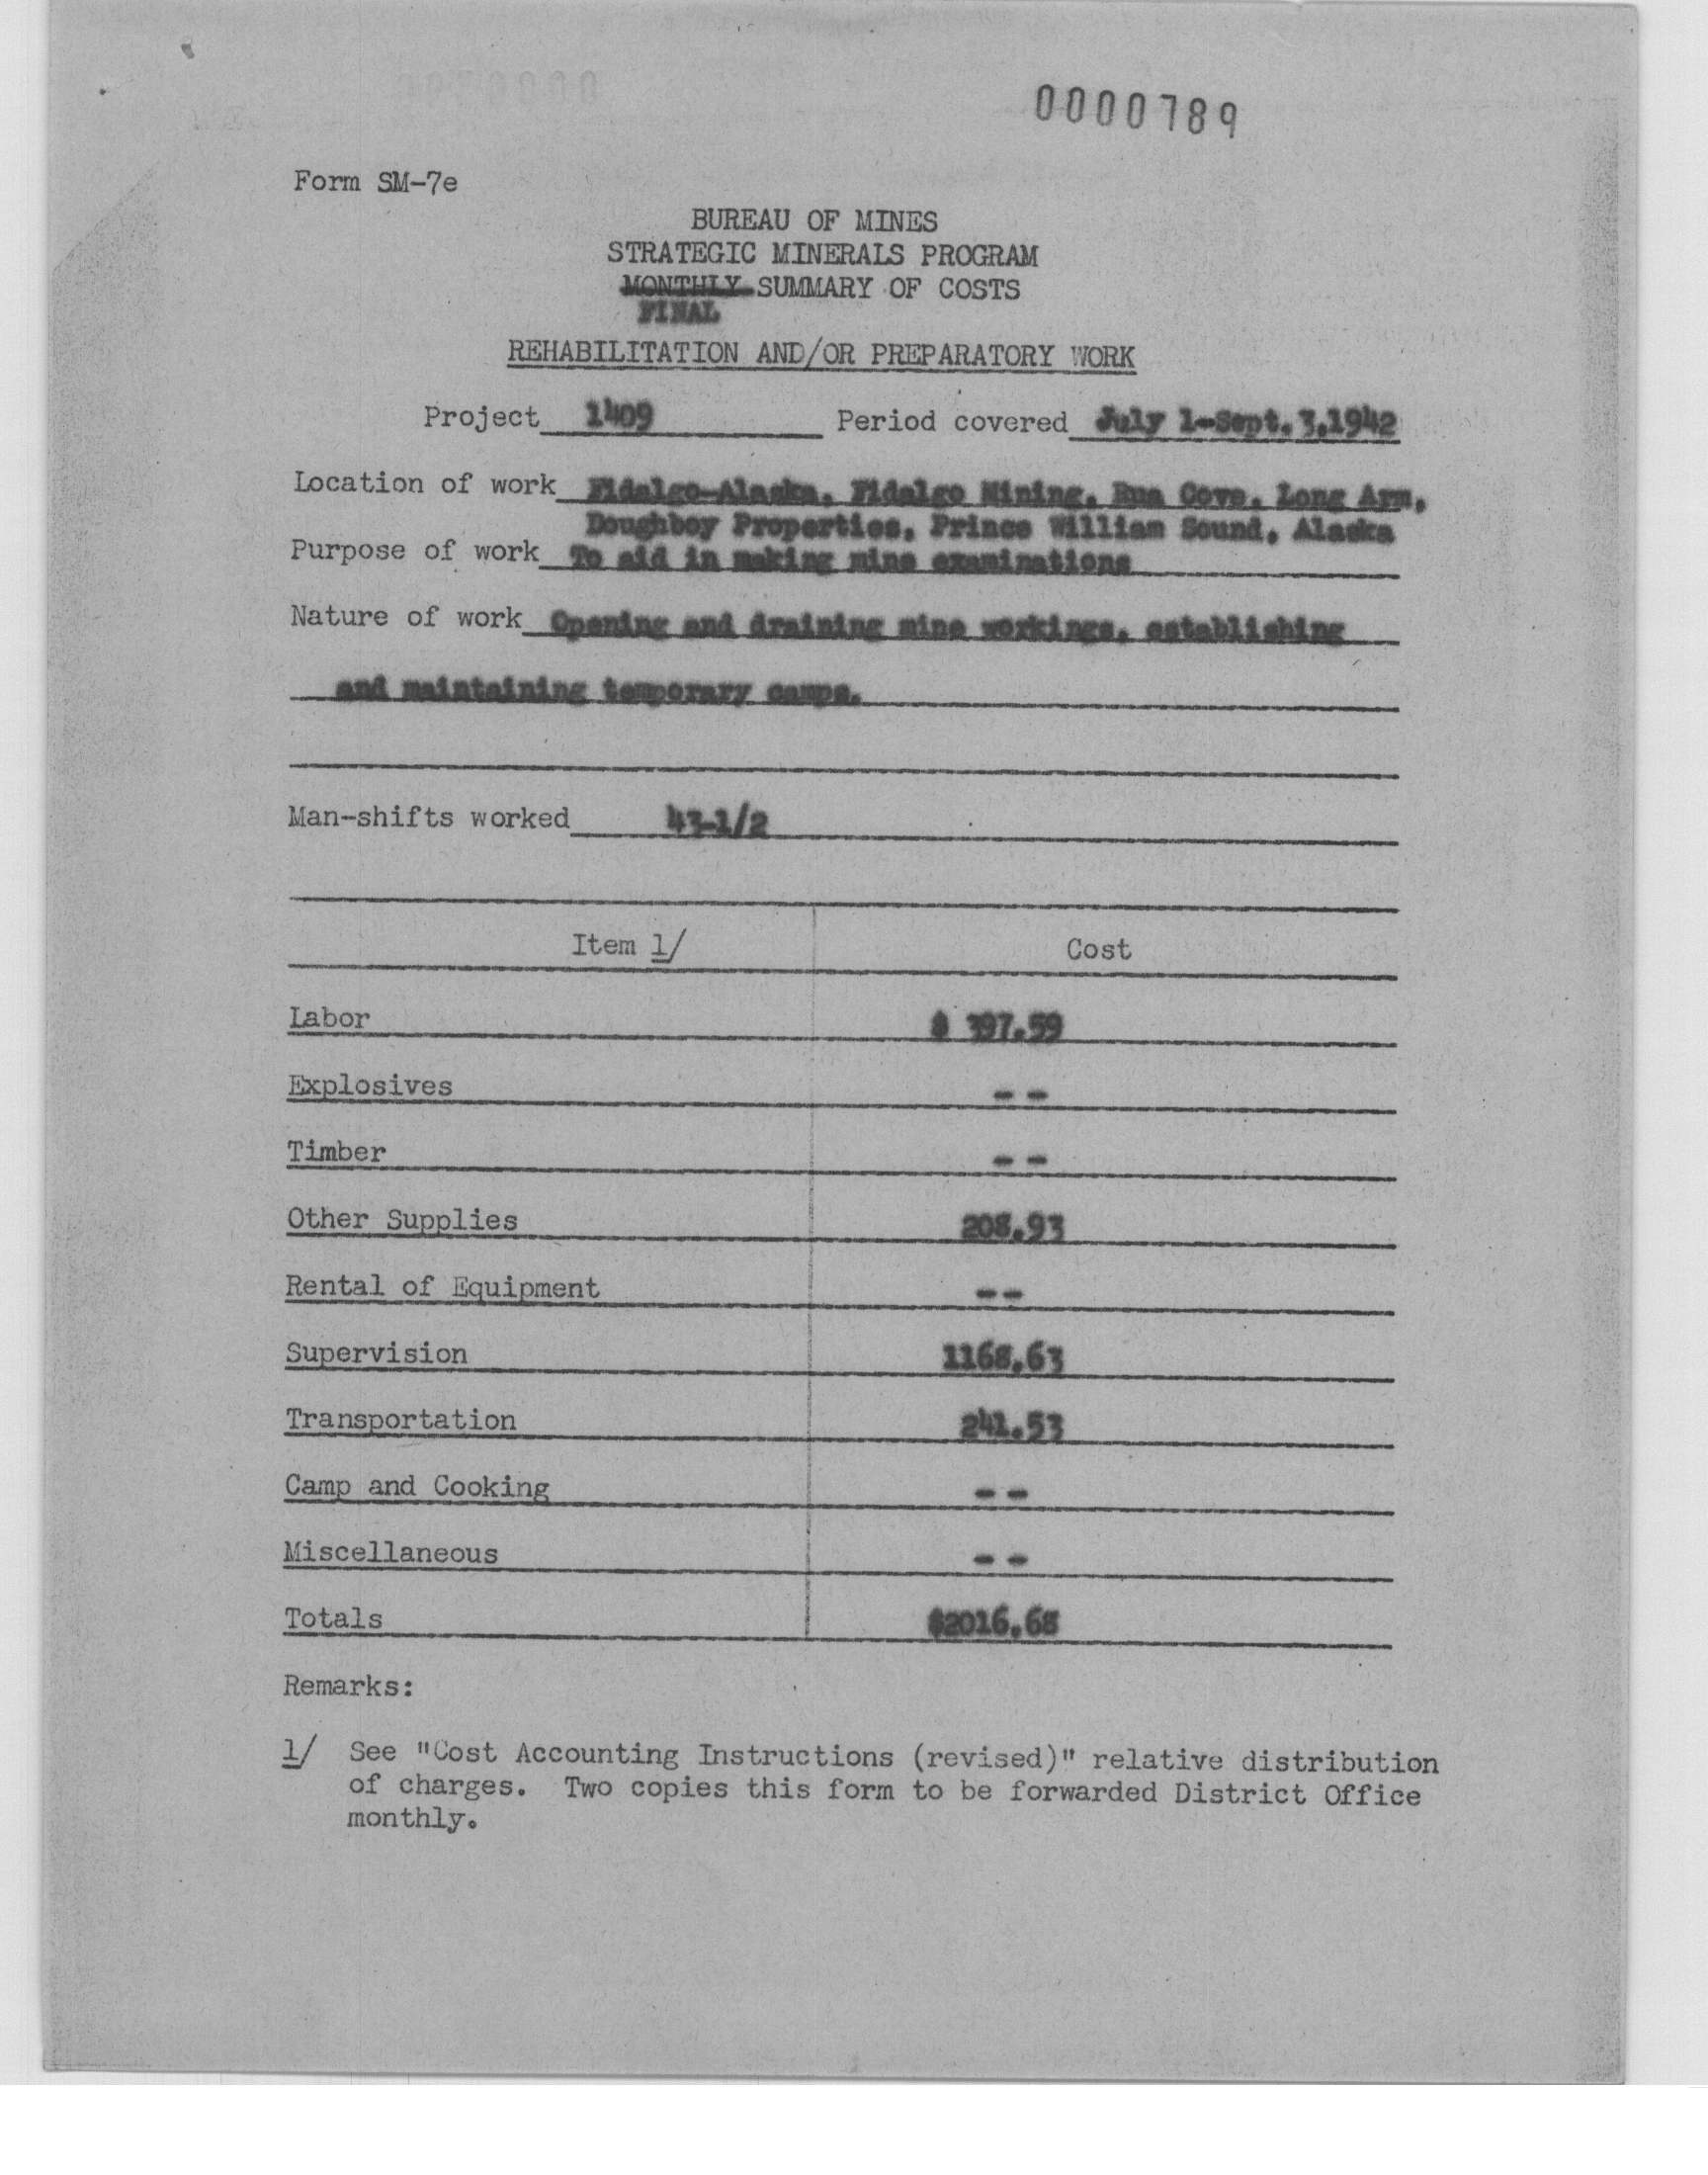 0000789
Form SM-7e
BUREAU OF MINES
STRATEGIC MINERALS PROGRAM
MONTHLY SUMMARY OF COSTS
FINAL
REHABILITATION AND/OR PREPARATORY WORK
Project 1409 Period covered July 1-Sept. 3,1942
Location of work Fidalgo-Alaska, Fidalgo Mining, Rua Cove, Long Arm,
Doughboy Properties, Prince William Sound, Alaska
Purpose of work To aid in making mine examinations
Nature of work Opening and draining mine workings, establishing
and maintaining temporary camps.
Man-shifts worked 43-1/2
Item 1/ Cost
Labor $ 397.59
Explosives - -
Timber - -
Other Supplies 208.93
Rental of Equipment - -
Supervision 1168.63
Transportation 241.53
Camp and Cooking - -
Miscellaneous - -
Totals $2016.68
Remarks:
1/ See "Cost Accounting Instructions (revised)" relative distribution
of charges. Two copies this form to be forwarded District Office
monthly.